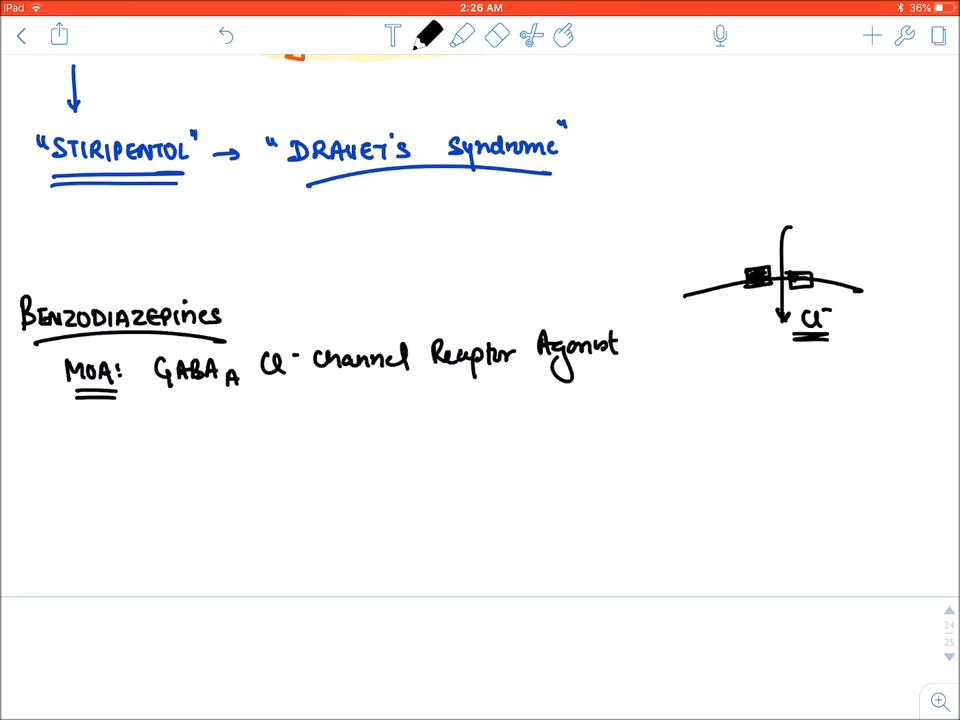 iPad 2:26 AM 36%
T
"STIRIPENTOL" → "DRAVET's Syndrome"
Cl⁻
BENZODIAZEPines
MOA: GABA A Cl⁻ channel Receptor Agonist
24
25